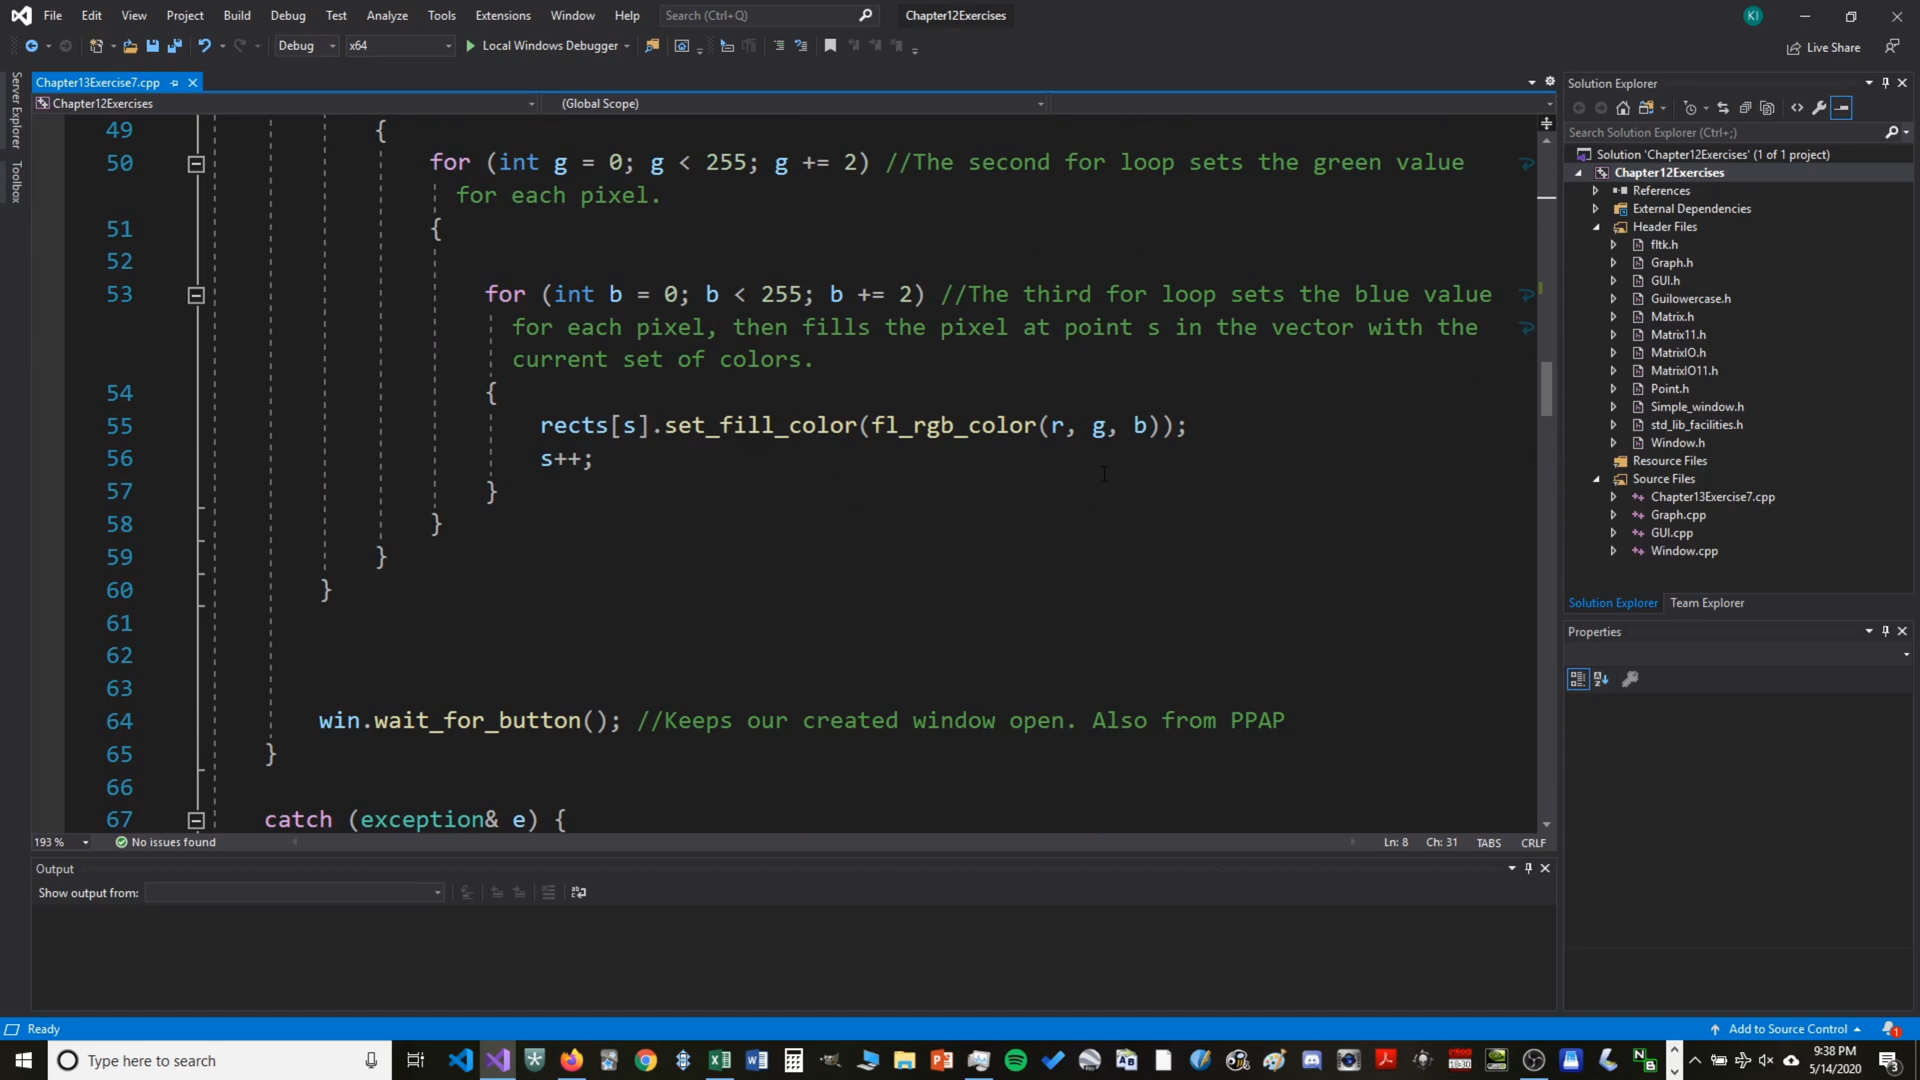 File Edit View Project Build Debug Test Analyze Tools Extensions Window Help Search (Ctrl+Q) Chapter12Exercises KI
Debug x64 Local Windows Debugger Live Share
Server Explorer
Toolbox
Chapter13Exercise7.cpp
Chapter12Exercises (Global Scope)
49 {
50 for (int g = 0; g < 255; g += 2) //The second for loop sets the green value
for each pixel.
51 {
52
53 for (int b = 0; b < 255; b += 2) //The third for loop sets the blue value
for each pixel, then fills the pixel at point s in the vector with the
current set of colors.
54 {
55 rects[s].set_fill_color(fl_rgb_color(r, g, b));
56 s++;
57 }
58 }
59 }
60 }
61
62
63
64 win.wait_for_button(); //Keeps our created window open. Also from PPAP
65 }
66
67 catch (exception& e) {
193 % No issues found Ln: 8 Ch: 31 TABS CRLF
Output
Show output from:
Solution Explorer
Search Solution Explorer (Ctrl+;)
Solution 'Chapter12Exercises' (1 of 1 project)
Chapter12Exercises
References
External Dependencies
Header Files
fltk.h
Graph.h
GUI.h
Guilowercase.h
Matrix.h
Matrix11.h
MatrixIO.h
MatrixIO11.h
Point.h
Simple_window.h
std_lib_facilities.h
Window.h
Resource Files
Source Files
Chapter13Exercise7.cpp
Graph.cpp
GUI.cpp
Window.cpp
Solution Explorer Team Explorer
Properties
Ready Add to Source Control 1
Type here to search
9:38 PM
5/14/2020
3